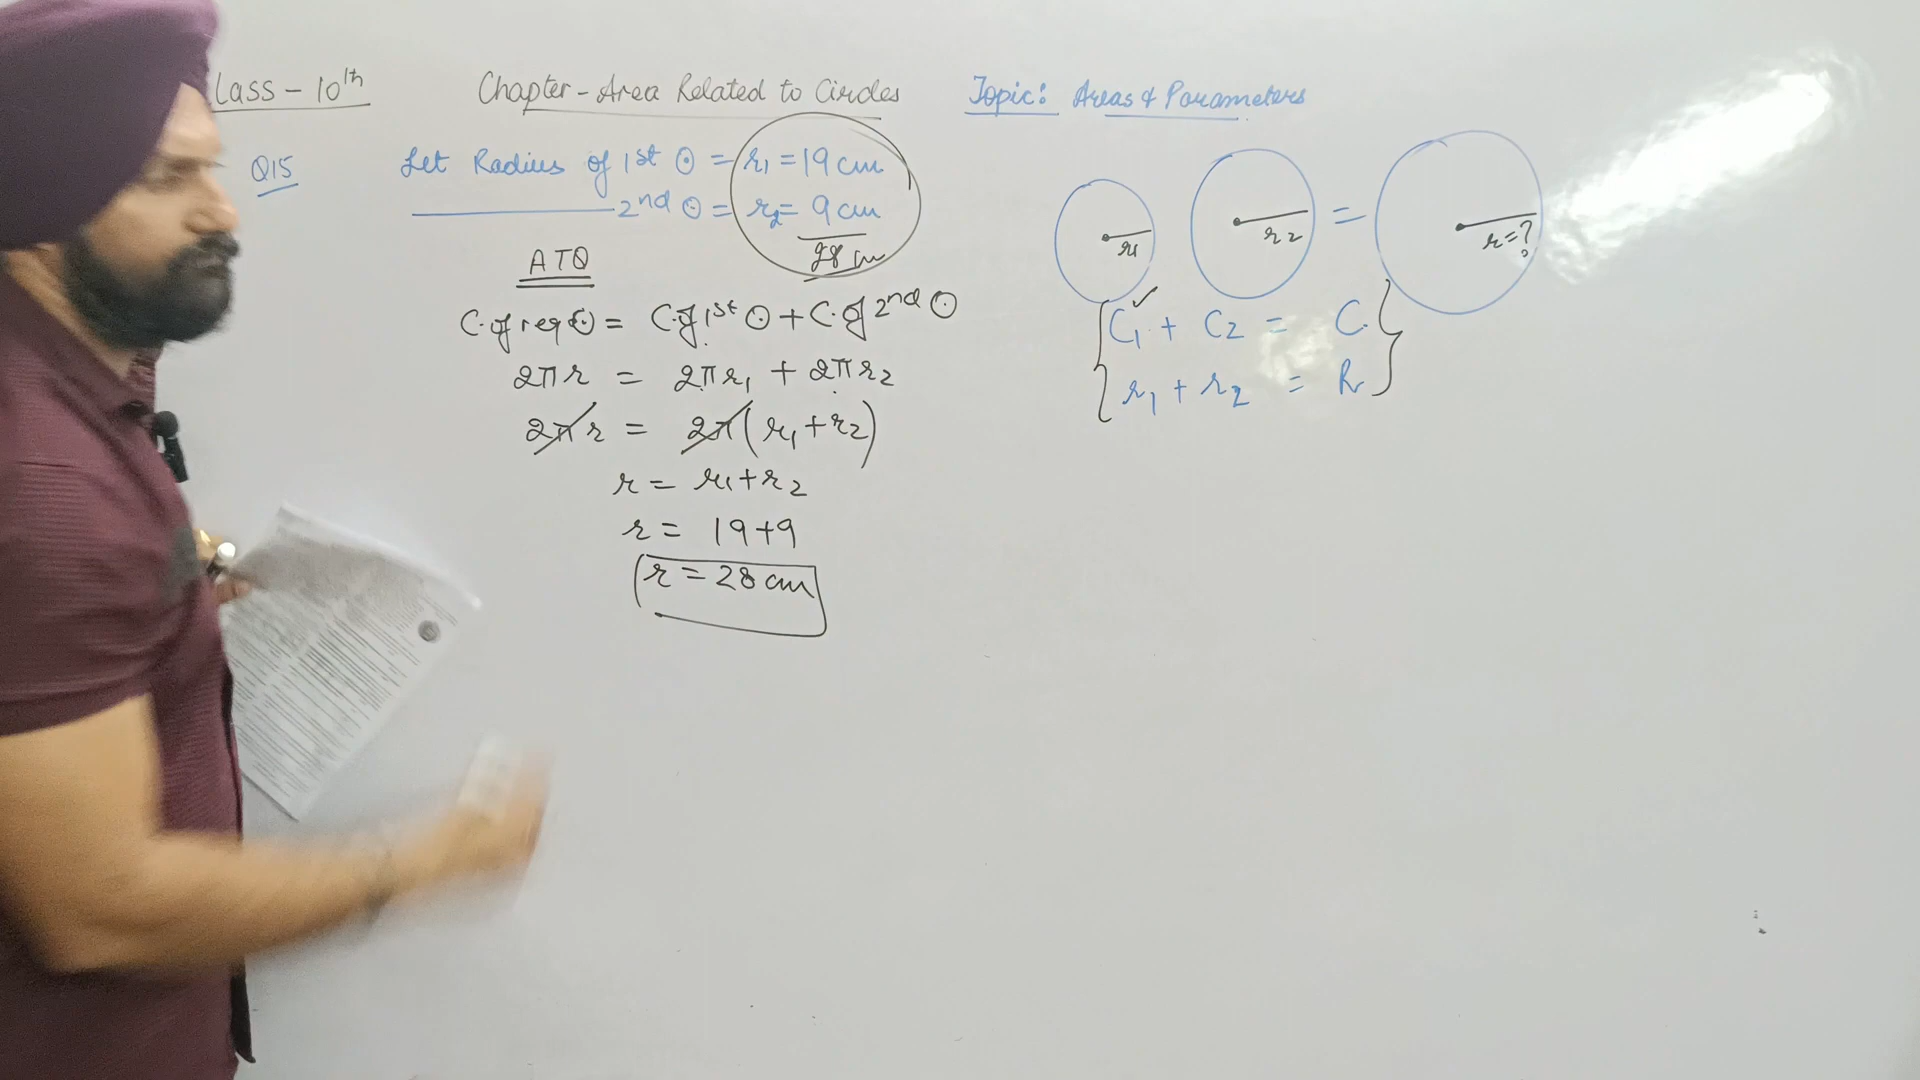 lass - 10th
Chapter - Area Related to Circles
Topic: Areas & Parameters
Q15
Let Radius of 1st ⊙ = r1 = 19 cm
2nd ⊙ = r2 = 9 cm
28 cm
ATQ
C. of req ⊙ = C. of 1st ⊙ + C. of 2nd ⊙
2πr = 2πr1 + 2πr2
2πr = 2π(r1 + r2)
r = r1 + r2
r = 19 + 9
r = 28 cm
r1 r2 = r = ?
C1 ✓ + C2 = C.
r1 + r2 = R